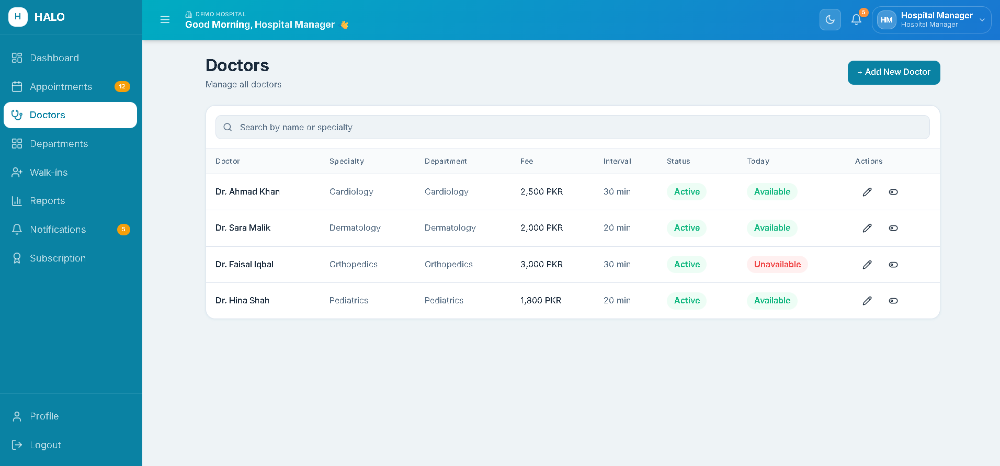 H HALO
Dashboard
Appointments 12
Doctors
Departments
Walk-ins
Reports
Notifications 5
Subscription
Profile
Logout
DEMO HOSPITAL
Good Morning, Hospital Manager 👋
5
HM
Hospital Manager
Hospital Manager
Doctors
Manage all doctors
+ Add New Doctor
Search by name or specialty
Doctor Specialty Department Fee Interval Status Today Actions
Dr. Ahmad Khan Cardiology Cardiology 2,500 PKR 30 min Active Available
Dr. Sara Malik Dermatology Dermatology 2,000 PKR 20 min Active Available
Dr. Faisal Iqbal Orthopedics Orthopedics 3,000 PKR 30 min Active Unavailable
Dr. Hina Shah Pediatrics Pediatrics 1,800 PKR 20 min Active Available